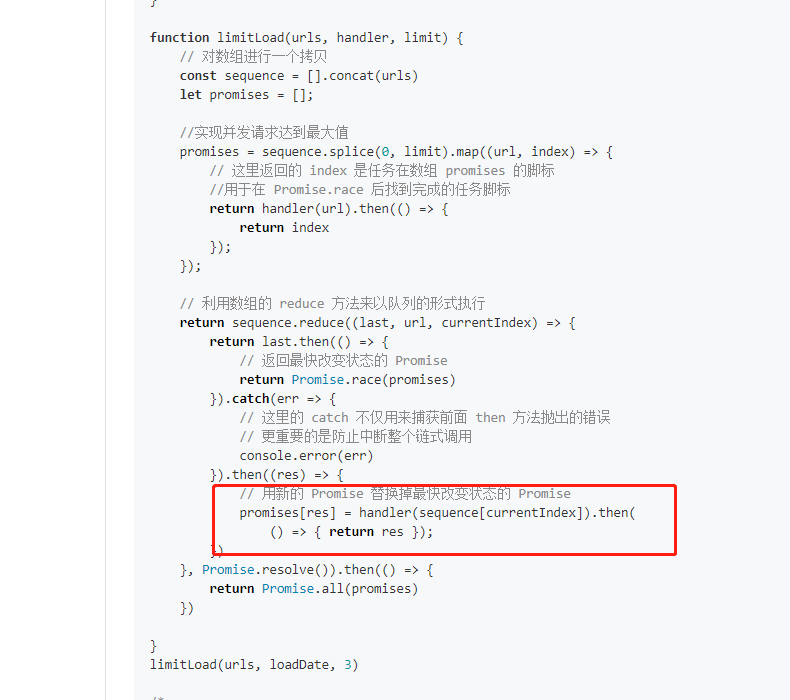 }
function limitLoad(urls, handler, limit) {
// 对数组进行一个拷贝
const sequence = [].concat(urls)
let promises = [];
//实现并发请求达到最大值
promises = sequence.splice(0, limit).map((url, index) => {
// 这里返回的 index 是任务在数组 promises 的脚标
//用于在 Promise.race 后找到完成的任务脚标
return handler(url).then(() => {
return index
});
});
// 利用数组的 reduce 方法来以队列的形式执行
return sequence.reduce((last, url, currentIndex) => {
return last.then(() => {
// 返回最快改变状态的 Promise
return Promise.race(promises)
}).catch(err => {
// 这里的 catch 不仅用来捕获前面 then 方法抛出的错误
// 更重要的是防止中断整个链式调用
console.error(err)
}).then((res) => {
// 用新的 Promise 替换掉最快改变状态的 Promise
promises[res] = handler(sequence[currentIndex]).then(
() => { return res });
})
}, Promise.resolve()).then(() => {
return Promise.all(promises)
})
}
limitLoad(urls, loadDate, 3)
/*